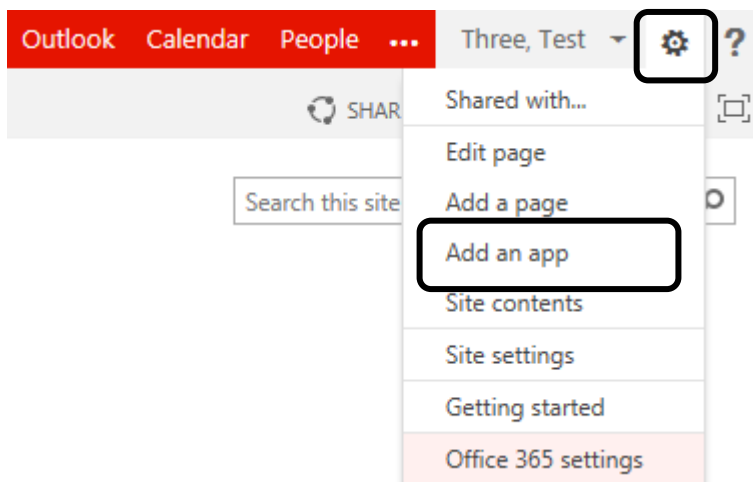 Outlook Calendar People ••• Three, Test ?
Shared with...
SHAR
Edit page
Search this site
Add a page
Add an app
Site contents
Site settings
Getting started
Office 365 settings